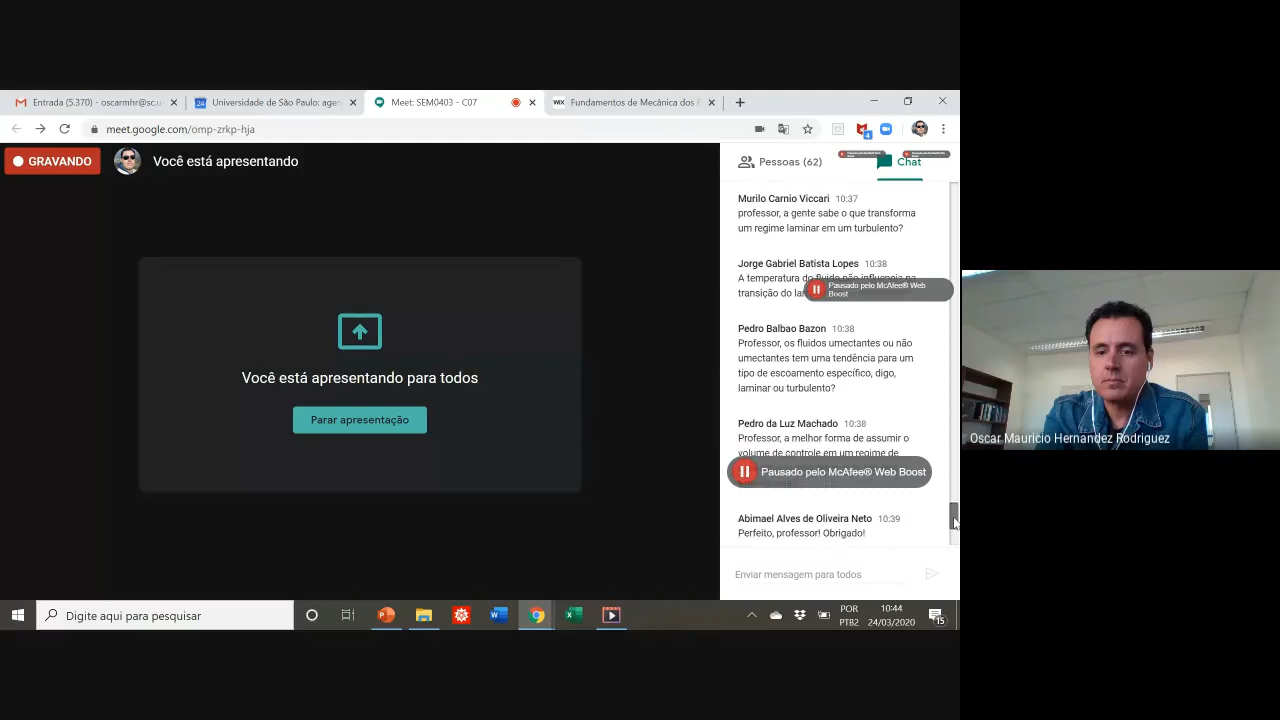 Entrada (5.370) - oscarmhr@sc.u
Universidade de São Paulo: agen
Meet: SEM0403 - C07
WIX Fundamentos de Mecânica dos F
meet.google.com/omp-zrkp-hja
4
GRAVANDO
Você está apresentando
Pessoas (62)
Chat
Murilo Carnio Viccari 10:37
professor, a gente sabe o que transforma
um regime laminar em um turbulento?
Jorge Gabriel Batista Lopes 10:38
A temperatura do fluido não influencia na
transição do la
Pausado pelo McAfee® Web
Boost
Pedro Balbao Bazon 10:38
Professor, os fluidos umectantes ou não
umectantes tem uma tendência para um
tipo de escoamento específico, digo,
laminar ou turbulento?
Pedro da Luz Machado 10:38
Professor, a melhor forma de assumir o
volume de controle em um regime de
Pausado pelo McAfee® Web Boost
Abimael Alves de Oliveira Neto 10:39
Perfeito, professor! Obrigado!
Enviar mensagem para todos
Você está apresentando para todos
Parar apresentação
Oscar Mauricio Hernandez Rodriguez
Digite aqui para pesquisar
POR
PTB2
10:44
24/03/2020
15